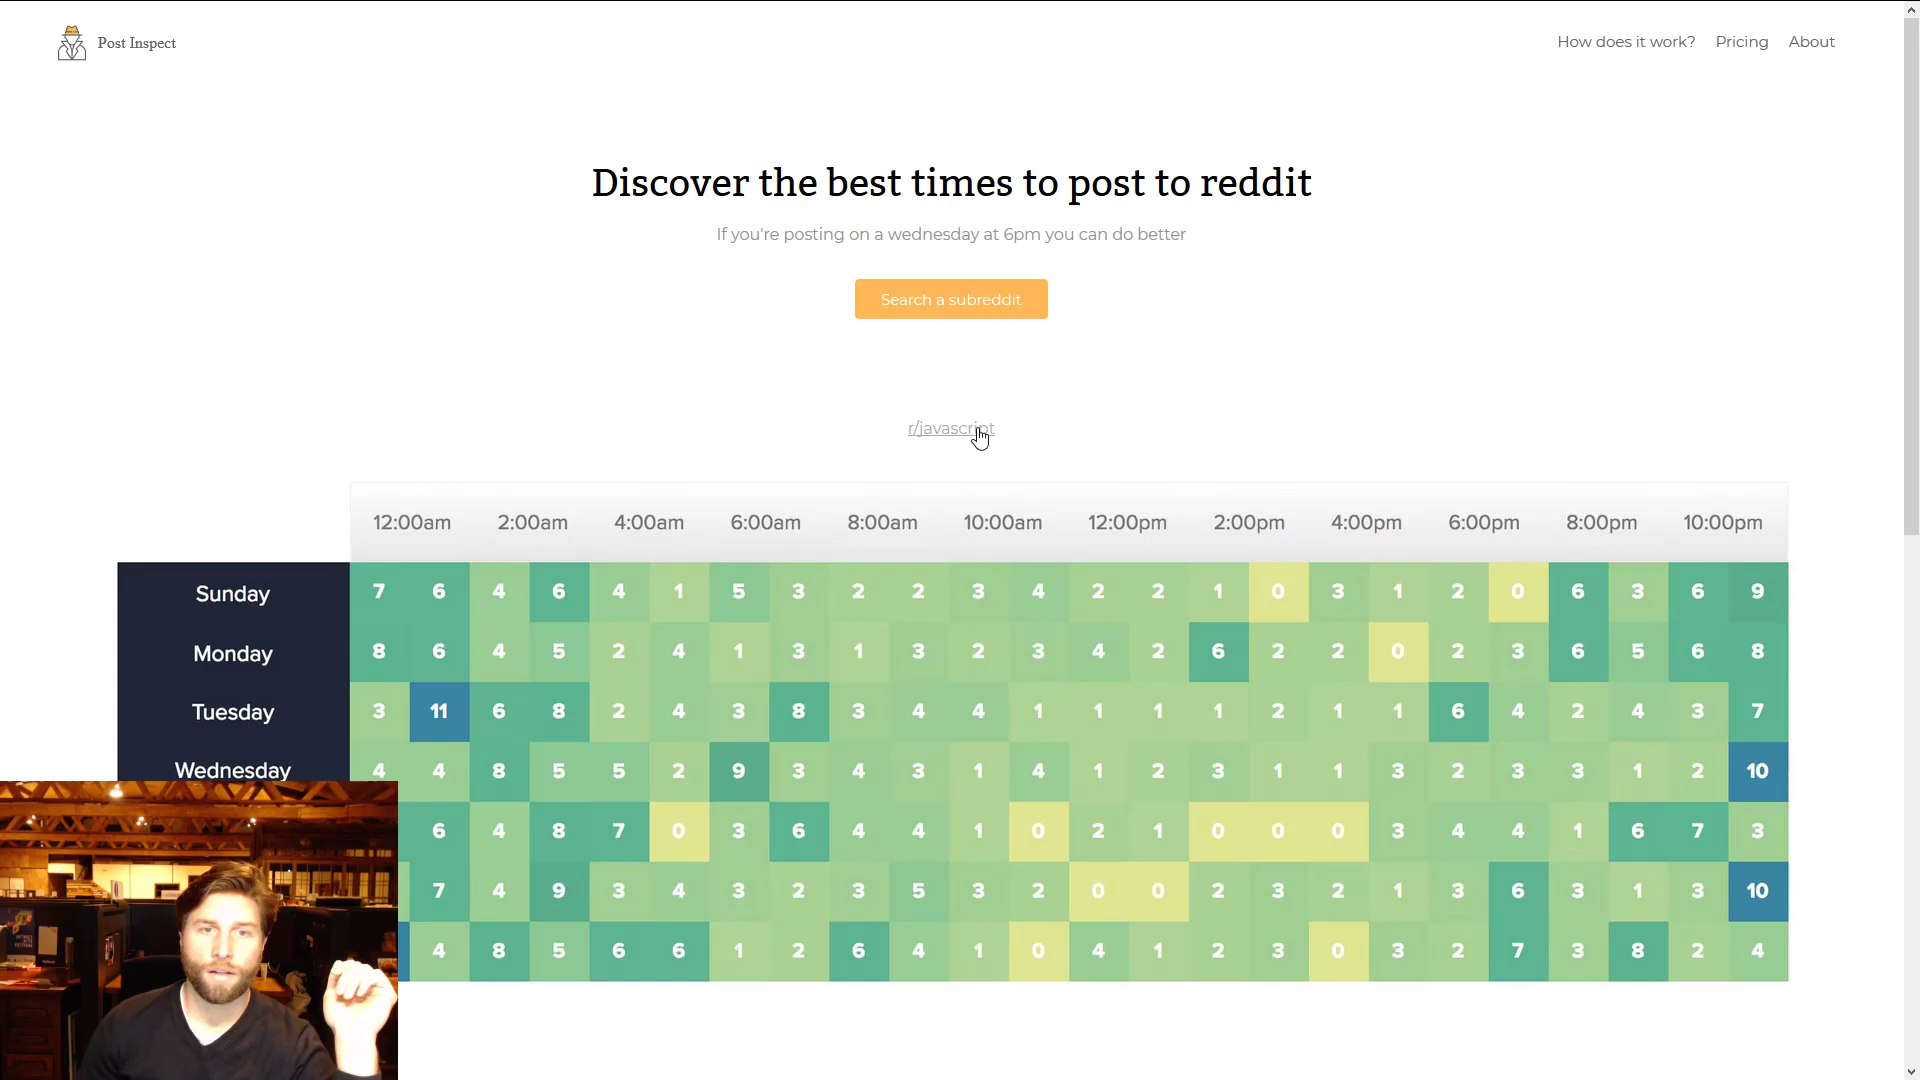 Post Inspect
How does it work? Pricing About
Discover the best times to post to reddit
If you're posting on a wednesday at 6pm you can do better
Search a subreddit
r/javascript
12:00am 2:00am 4:00am 6:00am 8:00am 10:00am 12:00pm 2:00pm 4:00pm 6:00pm 8:00pm 10:00pm
Sunday 7 6 4 6 4 1 5 3 2 2 3 4 2 2 1 0 3 1 2 0 6 3 6 9
Monday 8 6 4 5 2 4 1 3 1 3 2 3 4 2 6 2 2 0 2 3 6 5 6 8
Tuesday 3 11 6 8 2 4 3 8 3 4 4 1 1 1 1 2 1 1 6 4 2 4 3 7
Wednesday 4 4 8 5 5 2 9 3 4 3 1 4 1 2 3 1 1 3 2 3 3 1 2 10
6 4 8 7 0 3 6 4 4 1 0 2 1 0 0 0 3 4 4 1 6 7 3
7 4 9 3 4 3 2 3 5 3 2 0 0 2 3 2 1 3 6 3 1 3 10
4 8 5 6 6 1 2 6 4 1 0 4 1 2 3 0 3 2 7 3 8 2 4